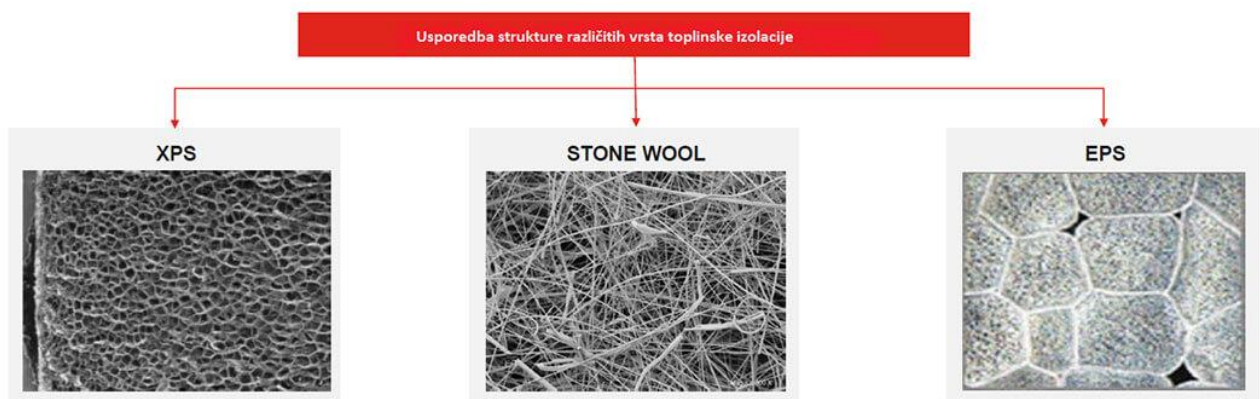 Usporedba strukture različitih vrsta toplinske izolacije
XPS
STONE WOOL
EPS